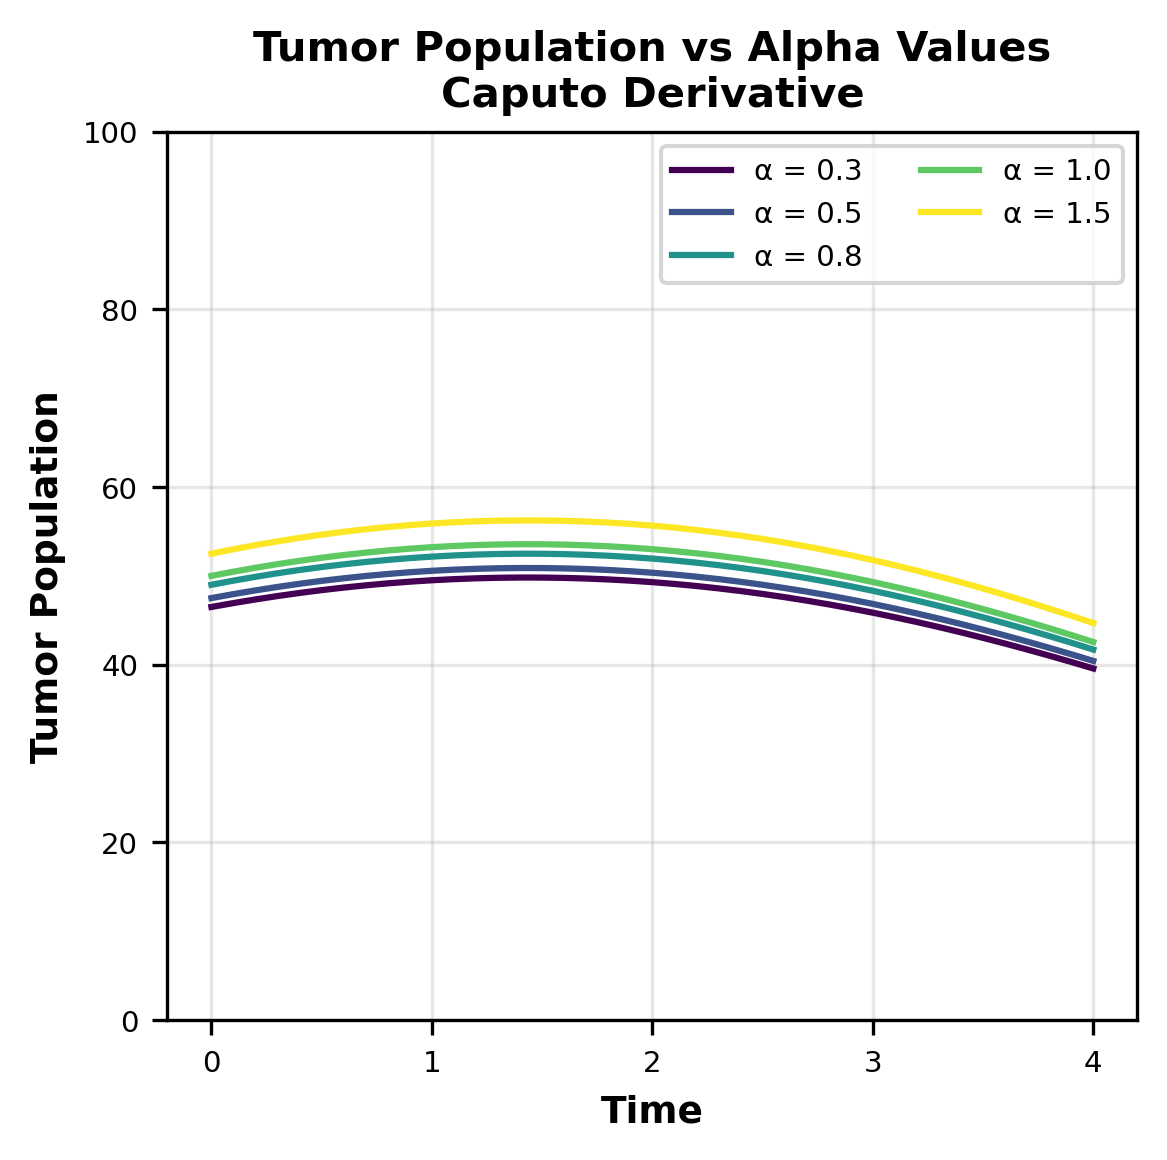 Tumor Population vs Alpha Values
Caputo Derivative
100
80
60
40
20
0
Tumor Population
α = 0.3
α = 0.5
α = 0.8
α = 1.0
α = 1.5
0 1 2 3 4
Time